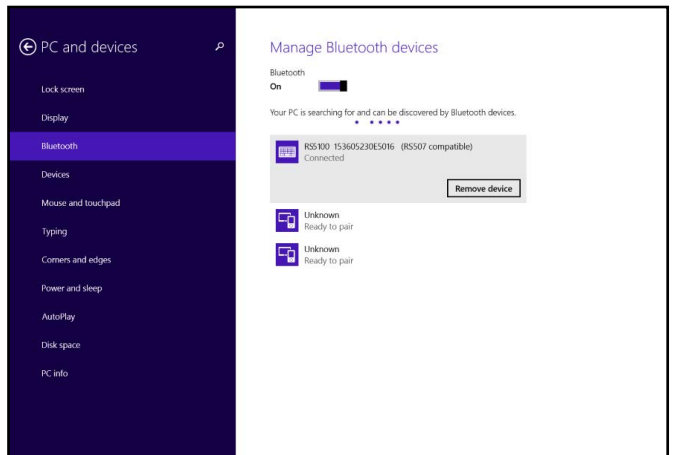 PC and devices
Lock screen
Display
Bluetooth
Devices
Mouse and touchpad
Typing
Corners and edges
Power and sleep
AutoPlay
Disk space
PC info
Manage Bluetooth devices
Bluetooth
On
Your PC is searching for and can be discovered by Bluetooth devices.
RS5100 153605230E5016 (RS507 compatible)
Connected
Remove device
Unknown
Ready to pair
Unknown
Ready to pair